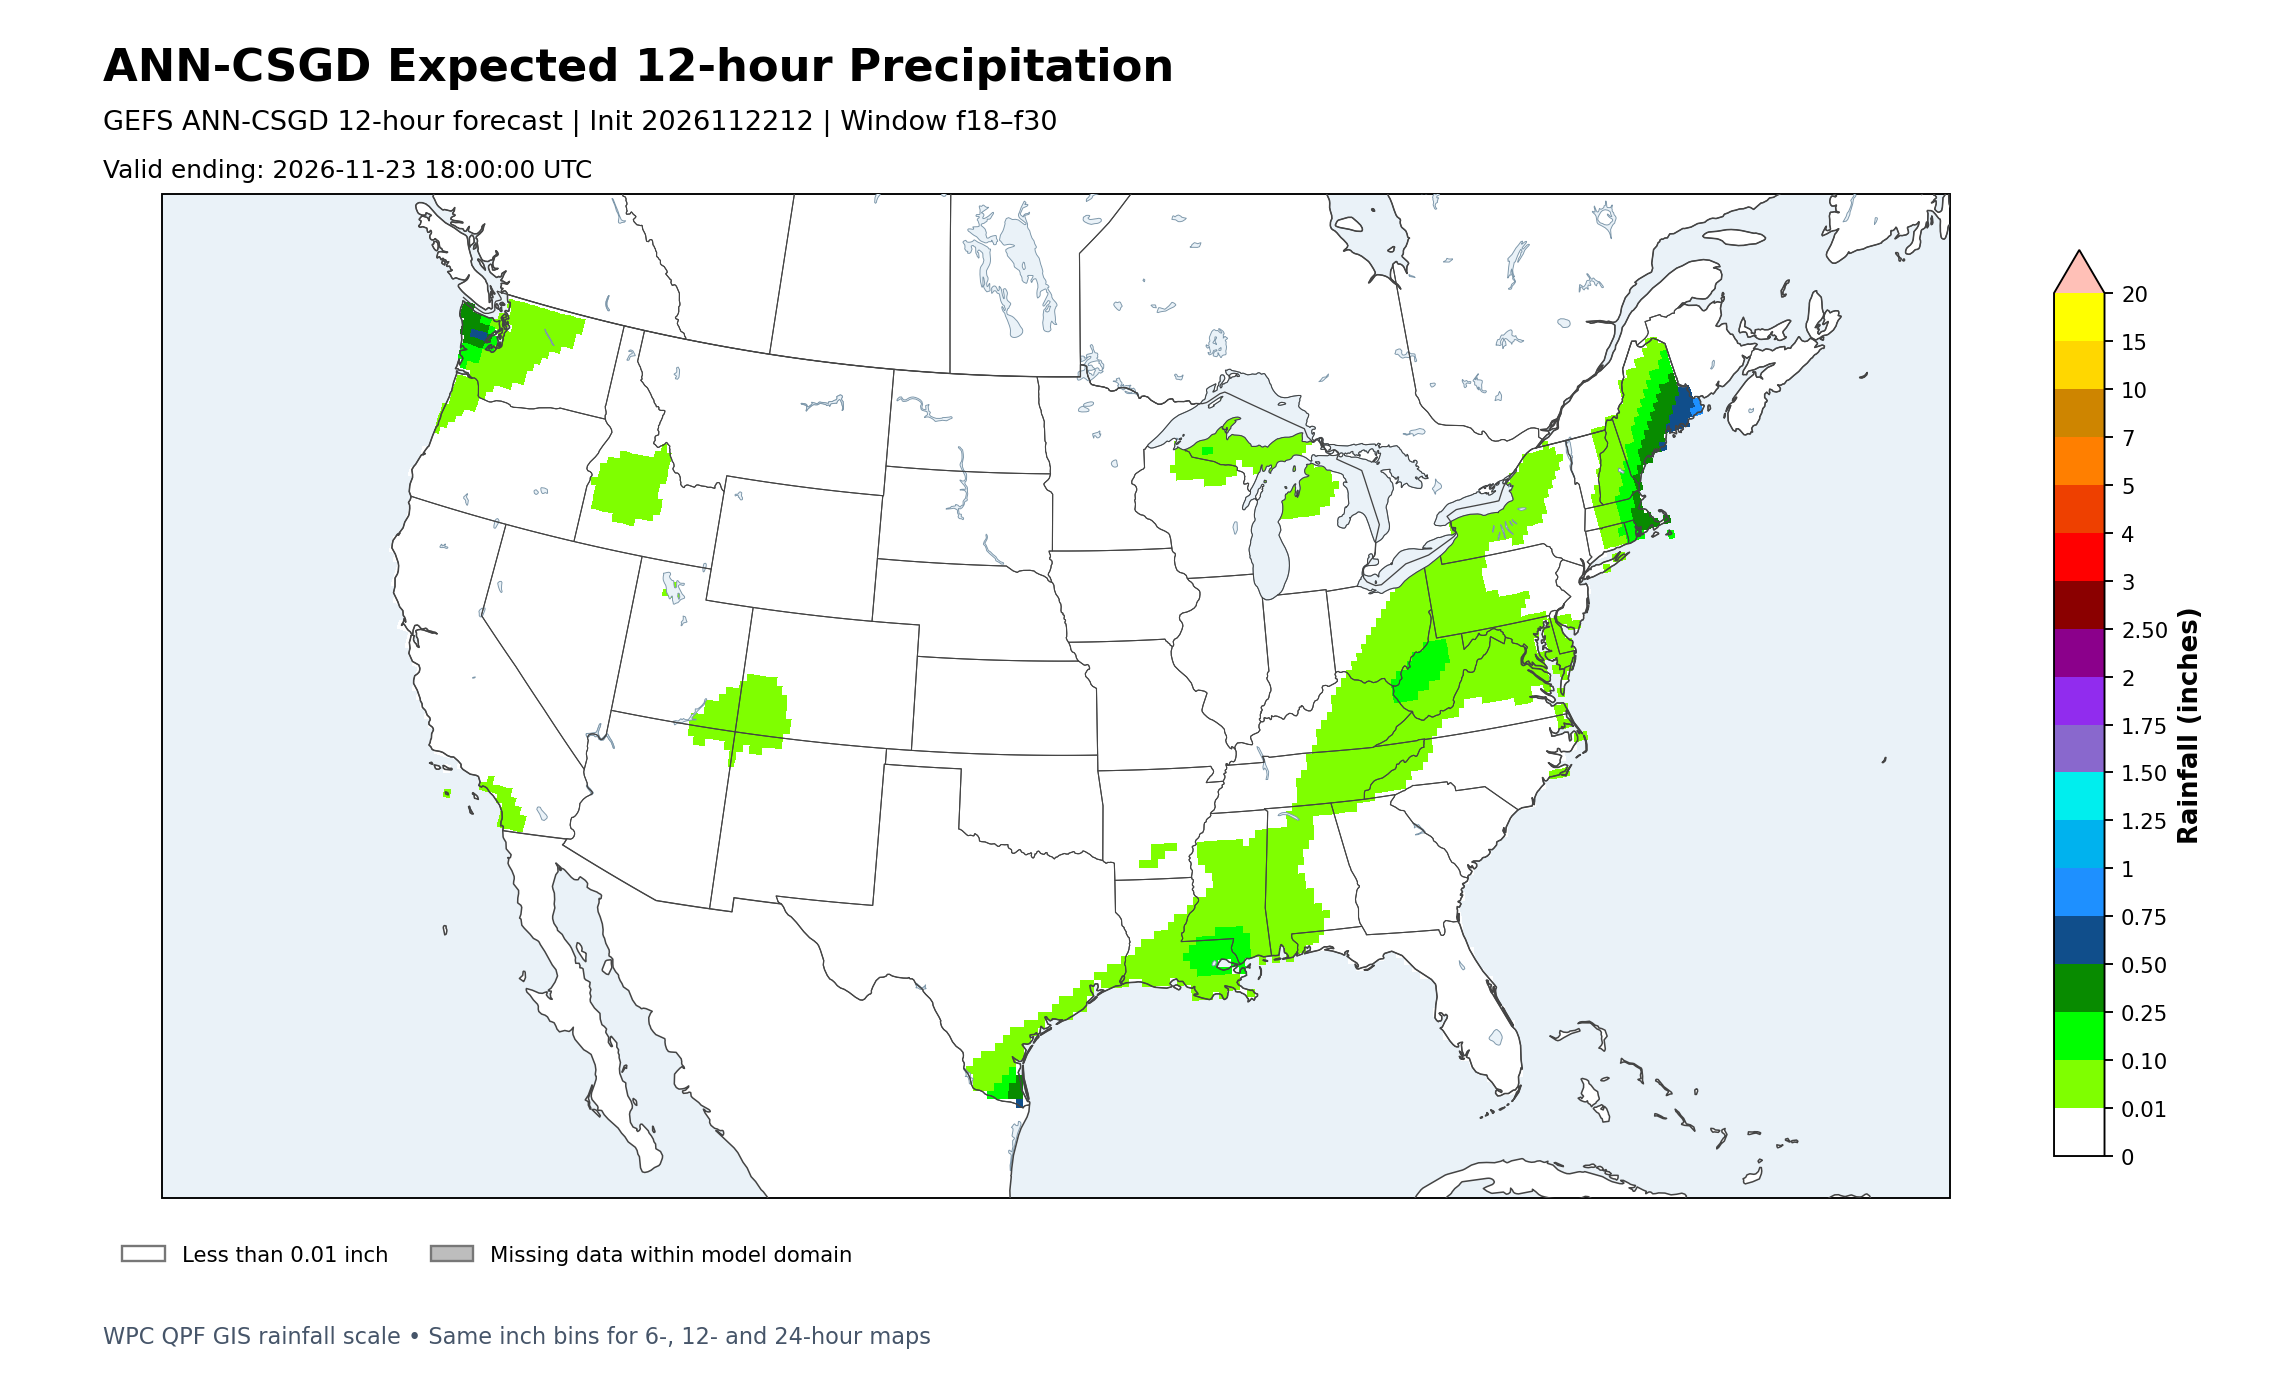 ANN-CSGD Expected 12-hour Precipitation
GEFS ANN-CSGD 12-hour forecast | Init 2026112212 | Window f18–f30
Valid ending: 2026-11-23 18:00:00 UTC
20
15
10
7
5
4
3
2.50
2
1.75
1.50
1.25
1
0.75
0.50
0.25
0.10
0.01
0
Rainfall (inches)
Less than 0.01 inch
Missing data within model domain
WPC QPF GIS rainfall scale • Same inch bins for 6-, 12- and 24-hour maps